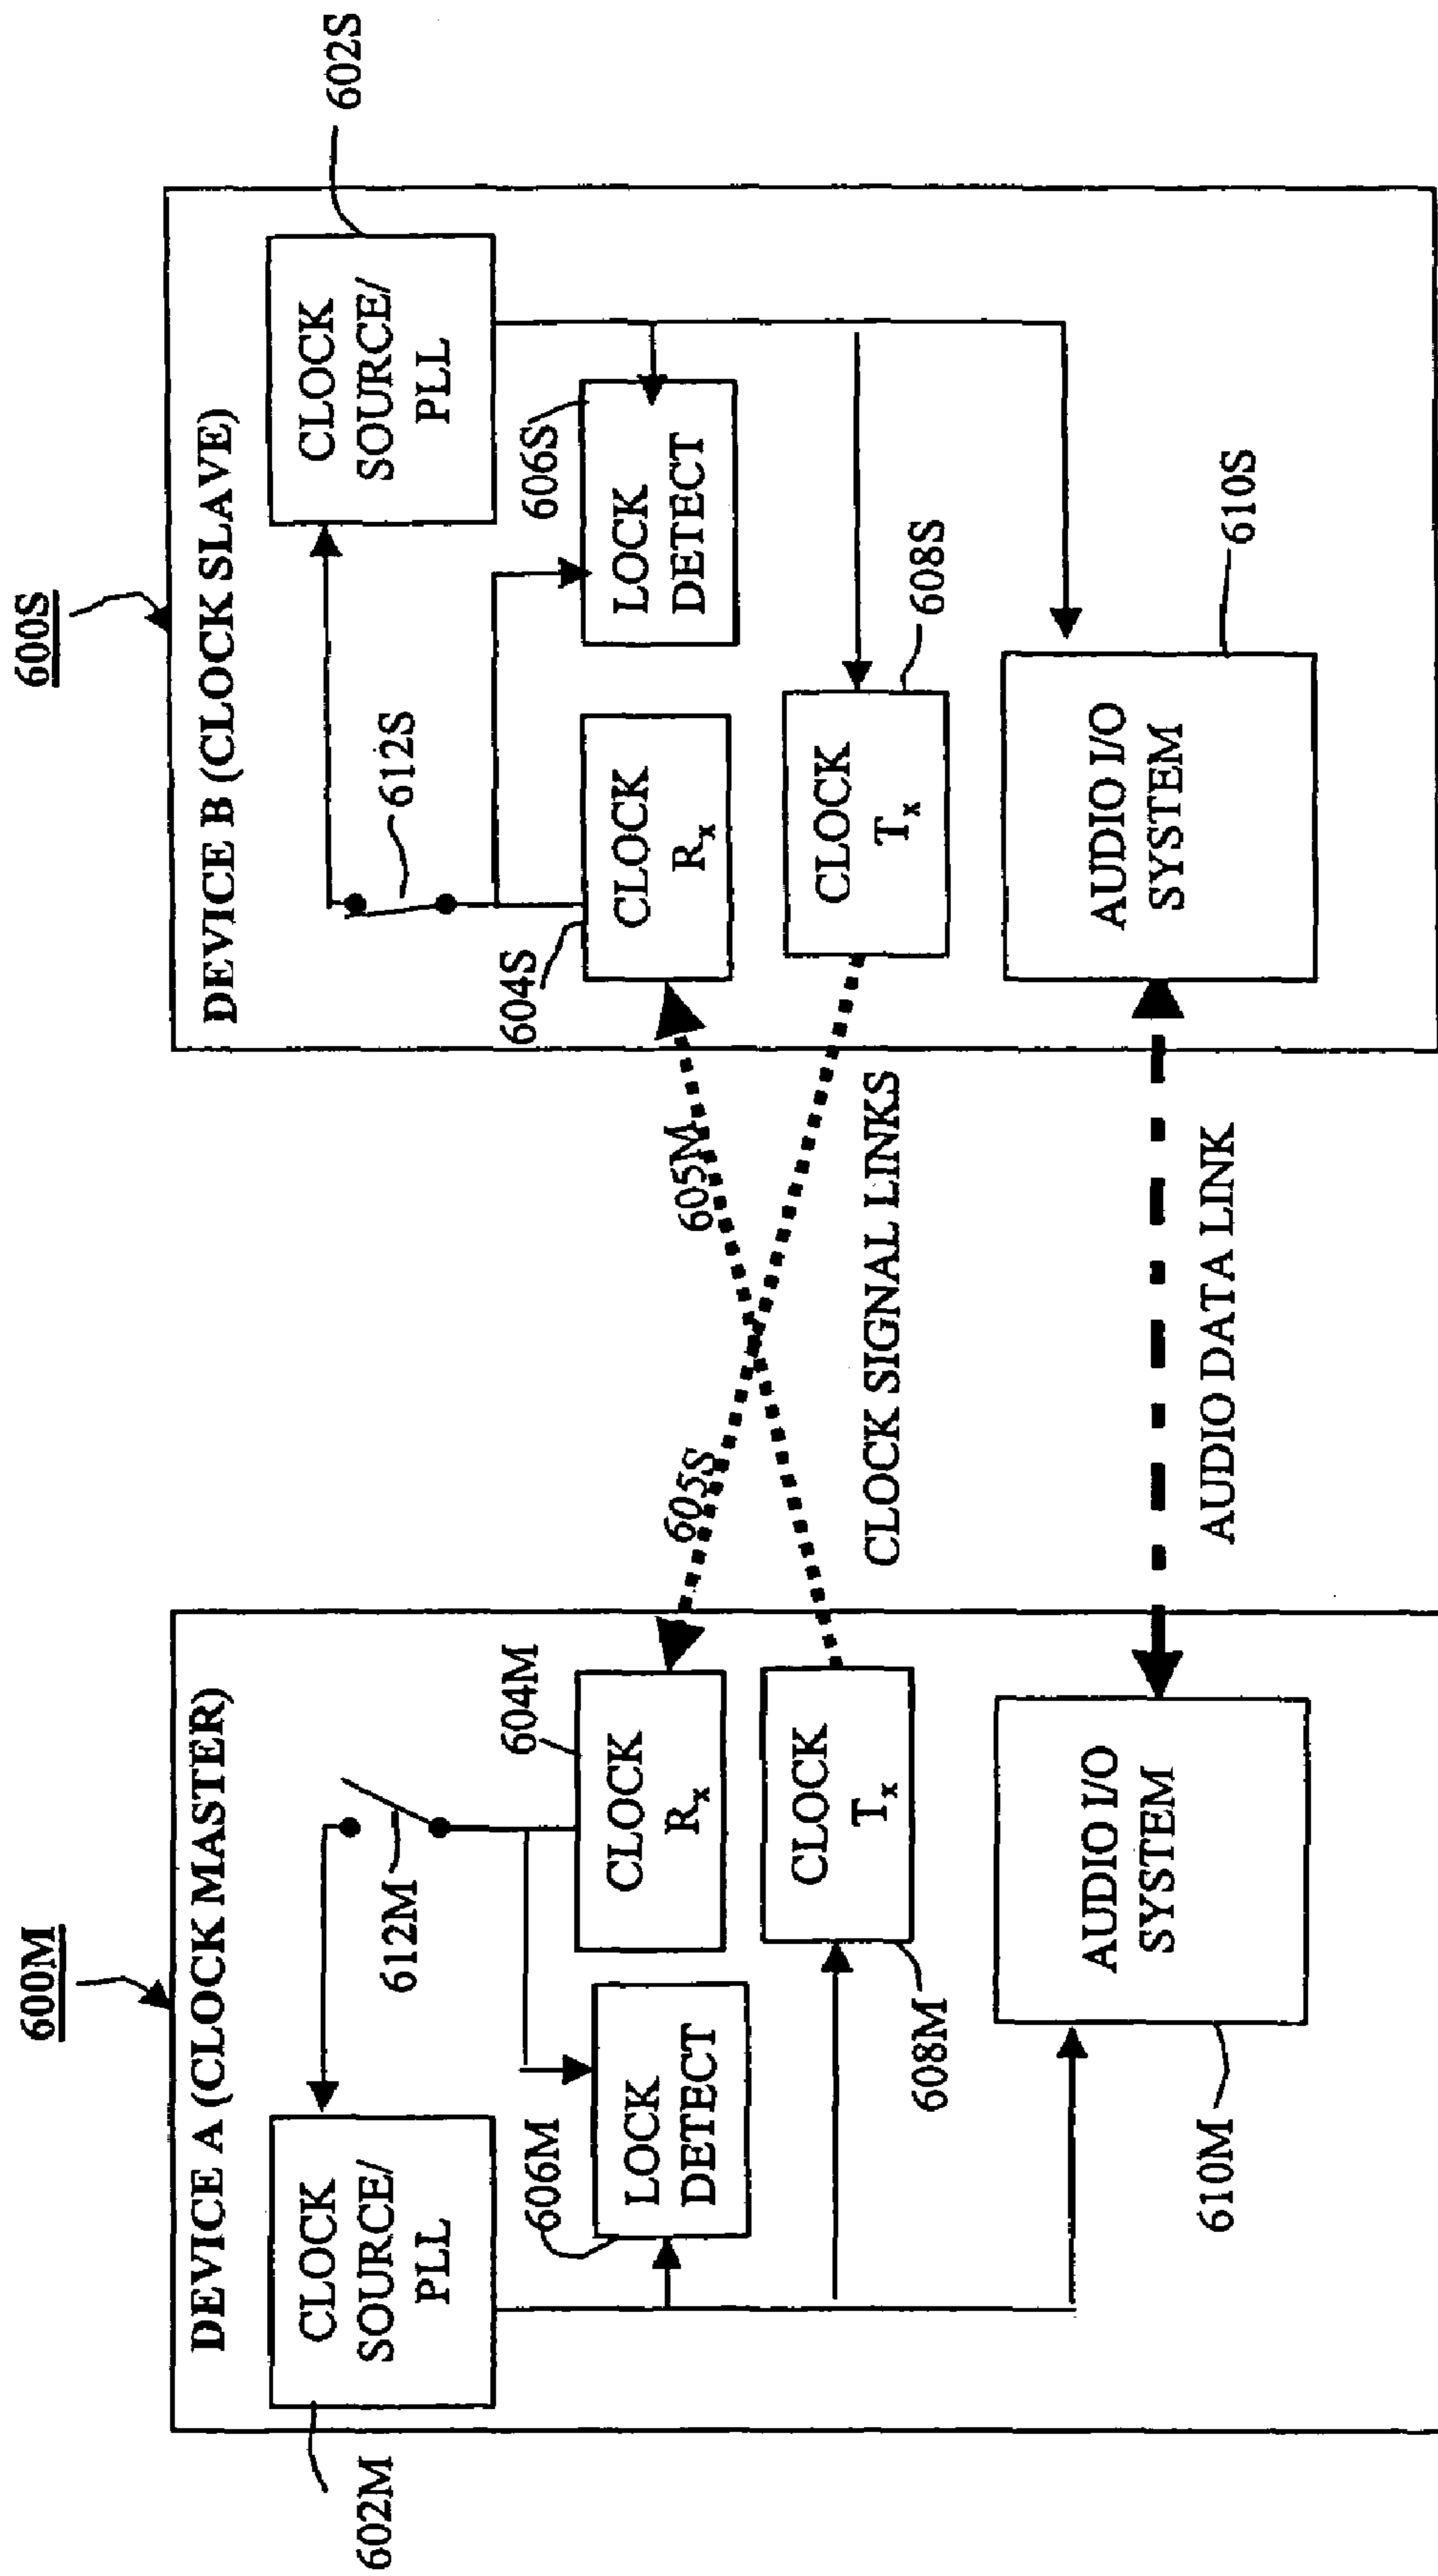 600M
DEVICE A (CLOCK MASTER)
602M
CLOCK
SOURCE/
PLL
612M
604M
606M
LOCK
DETECT
CLOCK
Rx
CLOCK
Tx
608M
AUDIO I/O
SYSTEM
610M
605S
605M
CLOCK SIGNAL LINKS
AUDIO DATA LINK
600S
DEVICE B (CLOCK SLAVE)
602S
CLOCK
SOURCE/
PLL
612S
604S
606S
CLOCK
Rx
LOCK
DETECT
CLOCK
Tx
608S
AUDIO I/O
SYSTEM
610S